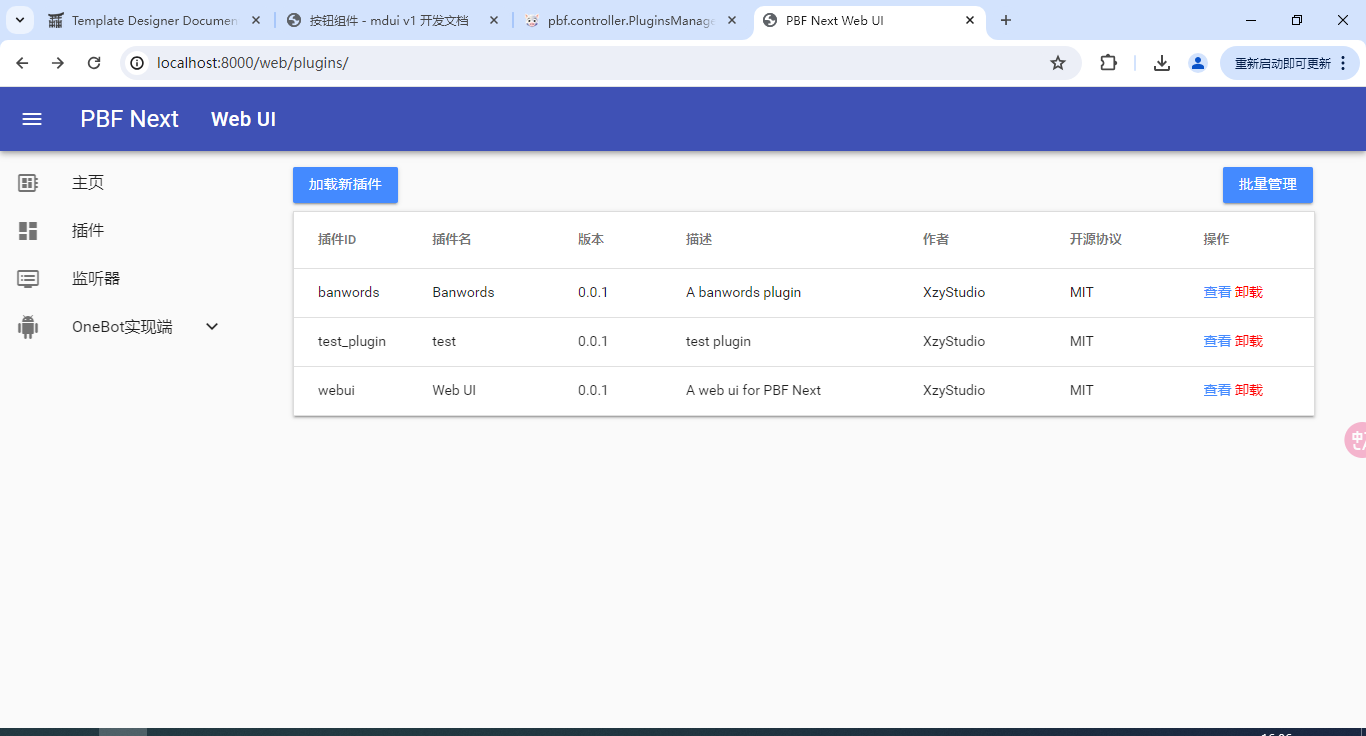 Template Designer Documen
按钮组件 - mdui v1 开发文档
pbf.controller.PluginsManage
PBF Next Web UI
localhost:8000/web/plugins/
重新启动即可更新
PBF Next Web UI
主页
插件
监听器
OneBot实现端
加载新插件 批量管理
插件ID 插件名 版本 描述 作者 开源协议 操作
banwords Banwords 0.0.1 A banwords plugin XzyStudio MIT 查看 卸载
test_plugin test 0.0.1 test plugin XzyStudio MIT 查看 卸载
webui Web UI 0.0.1 A web ui for PBF Next XzyStudio MIT 查看 卸载